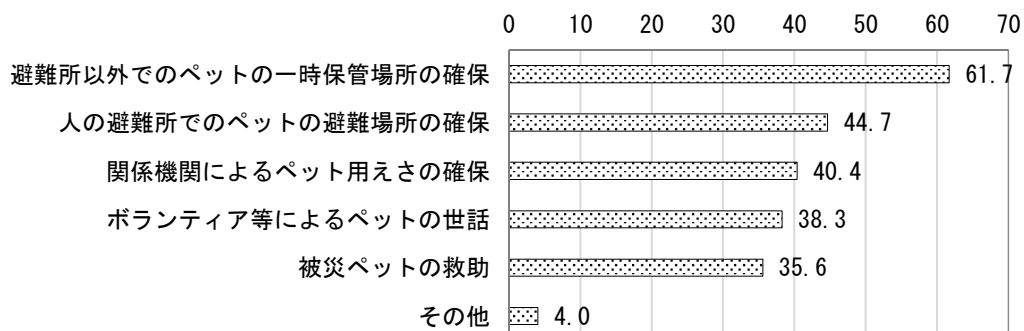 0 10 20 30 40 50 60 70
避難所以外でのペットの一時保管場所の確保 61.7
人の避難所でのペットの避難場所の確保 44.7
関係機関によるペット用えさの確保 40.4
ボランティア等によるペットの世話 38.3
被災ペットの救助 35.6
その他 4.0